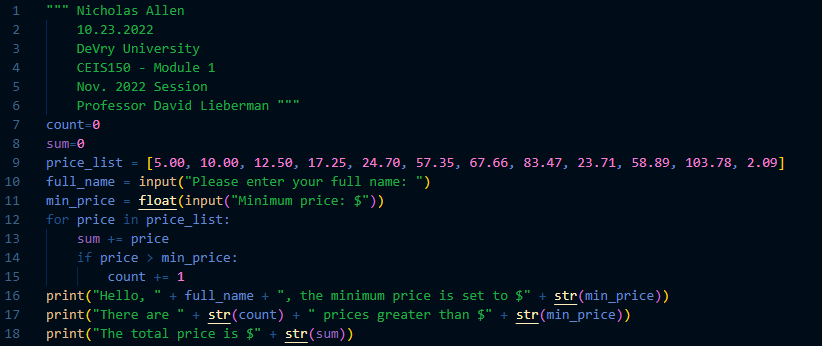 1 """ Nicholas Allen
2     10.23.2022
3     DeVry University
4     CEIS150 - Module 1
5     Nov. 2022 Session
6     Professor David Lieberman """
7 count=0
8 sum=0
9 price_list = [5.00, 10.00, 12.50, 17.25, 24.70, 57.35, 67.66, 83.47, 23.71, 58.89, 103.78, 2.09]
10 full_name = input("Please enter your full name: ")
11 min_price = float(input("Minimum price: $"))
12 for price in price_list:
13     sum += price
14     if price > min_price:
15         count += 1
16 print("Hello, " + full_name + ", the minimum price is set to $" + str(min_price))
17 print("There are " + str(count) + " prices greater than $" + str(min_price))
18 print("The total price is $" + str(sum))